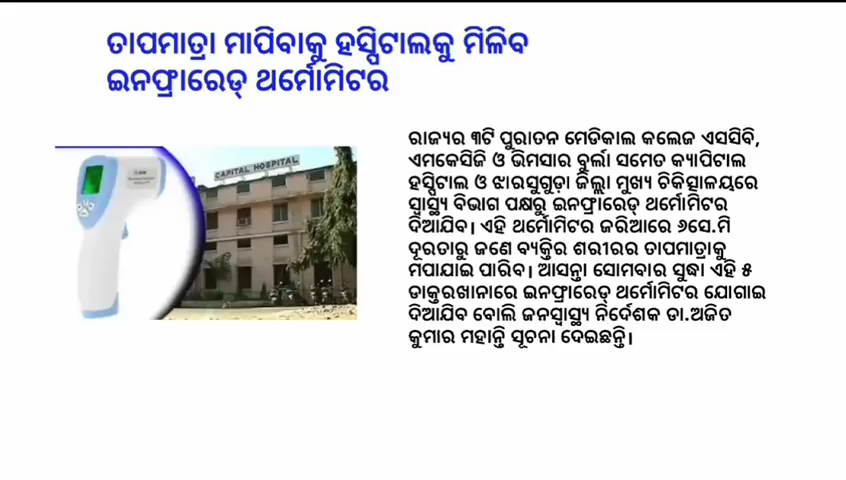 ତାପମାତ୍ରା ମାପିବାକୁ ହସ୍ପିଟାଲକୁ ମିଳିବ
ଇନଫ୍ରାରେଡ୍ ଥର୍ମୋମିଟର
CAPITAL HOSPITAL
ରାଜ୍ୟର ୩ଟି ପୁରାତନ ମେଡିକାଲ କଲେଜ ଏସସିବି,
ଏମକେସିଜି ଓ ଭିମସାର ବୁର୍ଲା ସମେତ କ୍ୟାପିଟାଲ
ହସ୍ପିଟାଲ ଓ ଝାରସୁଗୁଡ଼ା ଜିଲ୍ଲା ମୁଖ୍ୟ ଚିକିତ୍ସାଳୟରେ
ସ୍ୱାସ୍ଥ୍ୟ ବିଭାଗ ପକ୍ଷରୁ ଇନଫ୍ରାରେଡ୍ ଥର୍ମୋମିଟର
ଦିଆଯିବ। ଏହି ଥର୍ମୋମିଟର ଜରିଆରେ ୬ସେ.ମି
ଦୂରତାରୁ ଜଣେ ବ୍ୟକ୍ତିର ଶରୀରର ତାପମାତ୍ରାକୁ
ମପାଯାଇ ପାରିବ। ଆସନ୍ତା ସୋମବାର ସୁଦ୍ଧା ଏହି ୫
ଡାକ୍ତରଖାନାରେ ଇନଫ୍ରାରେଡ୍ ଥର୍ମୋମିଟର ଯୋଗାଇ
ଦିଆଯିବ ବୋଲି ଜନସ୍ୱାସ୍ଥ୍ୟ ନିର୍ଦେଶକ ଡା.ଅଜିତ
କୁମାର ମହାନ୍ତି ସୂଚନା ଦେଇଛନ୍ତି।